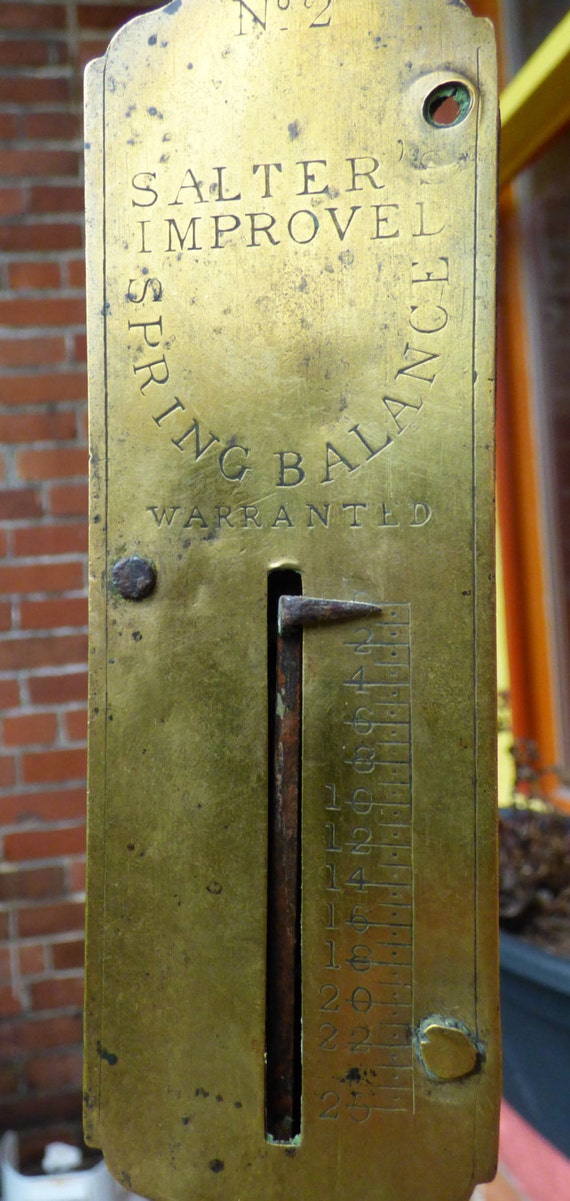 No. 2
SALTER'S
IMPROVED
SPRING BALANCE
WARRANTED
2
4
6
8
10
12
14
16
18
20
22
25